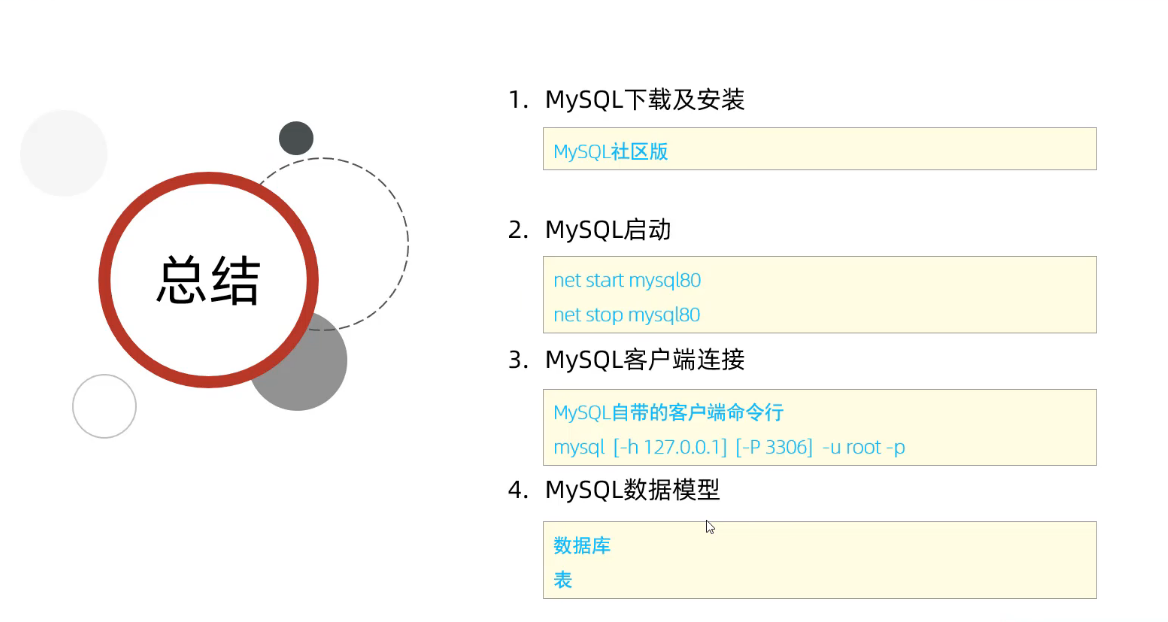 总结
1. MySQL下载及安装
MySQL社区版
2. MySQL启动
net start mysql80
net stop mysql80
3. MySQL客户端连接
MySQL自带的客户端命令行
mysql [-h 127.0.0.1] [-P 3306] -u root -p
4. MySQL数据模型
数据库
表